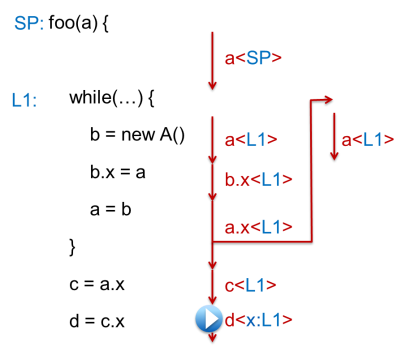 SP: foo(a) {
a<SP>
L1: while(…) {
b = new A() a<L1> a<L1>
b.x = a b.x<L1>
a = b
a.x<L1>
}
c = a.x c<L1>
d = c.x d<x:L1>